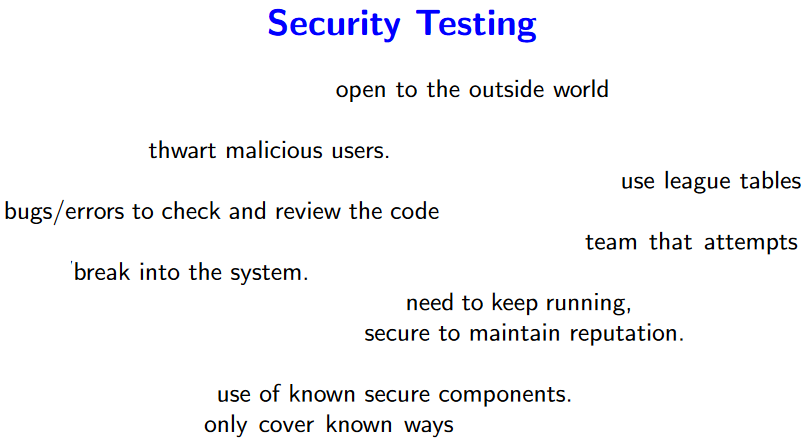 Security Testing
open to the outside world
thwart malicious users.
use league tables
bugs/errors to check and review the code
team that attempts
'break into the system.
need to keep running,
secure to maintain reputation.
use of known secure components.
only cover known ways